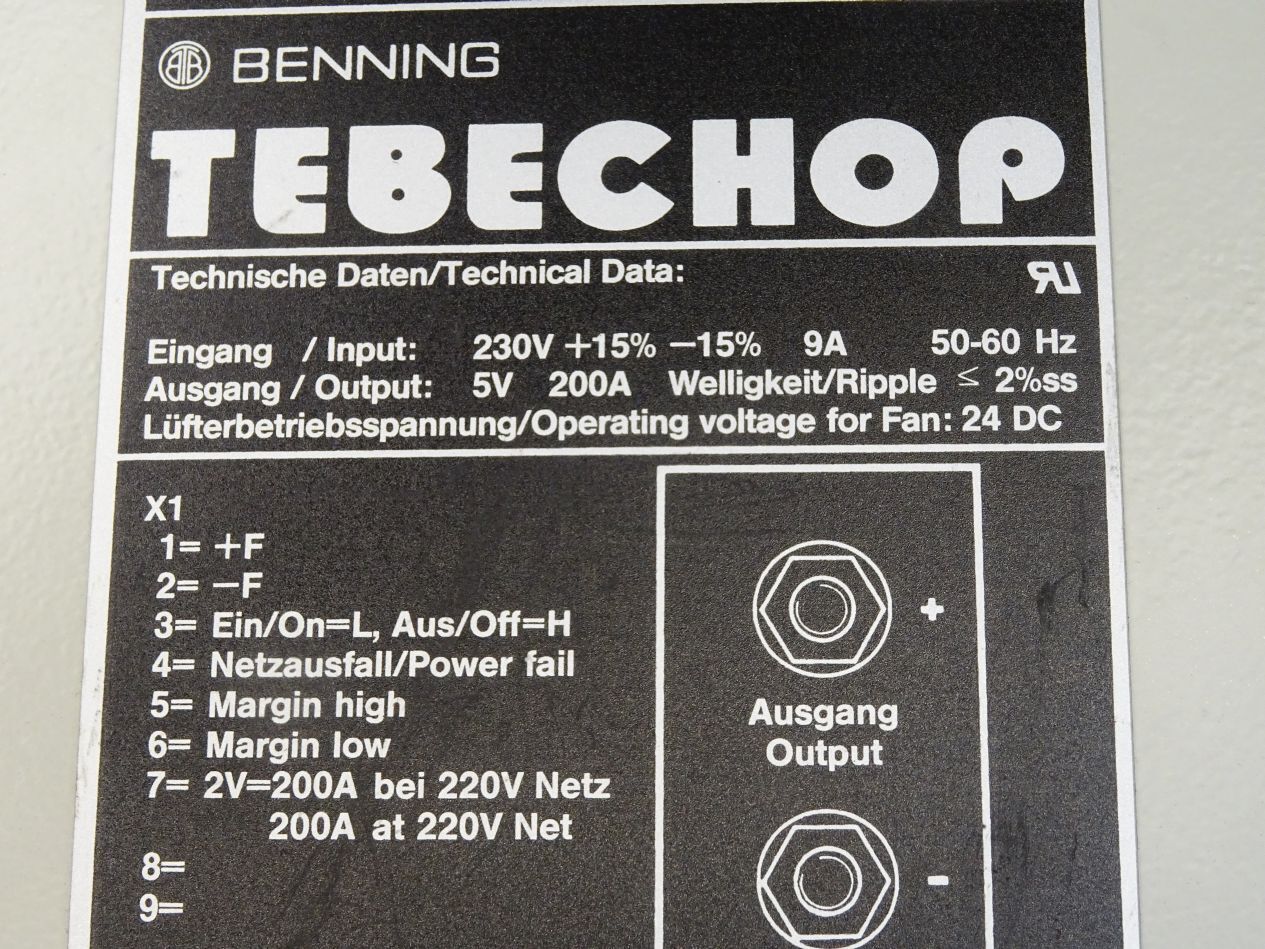 BENNING
TEBECHOP
Technische Daten/Technical Data:
Eingang / Input: 230V +15% −15% 9A 50-60 Hz
Ausgang / Output: 5V 200A Welligkeit/Ripple ≤ 2%ss
Lüfterbetriebsspannung/Operating voltage for Fan: 24 DC
X1
1= +F
2= −F
3= Ein/On=L, Aus/Off=H
4= Netzausfall/Power fail
5= Margin high
6= Margin low
7= 2V=200A bei 220V Netz
200A at 220V Net
8=
9=
+
Ausgang
Output
-